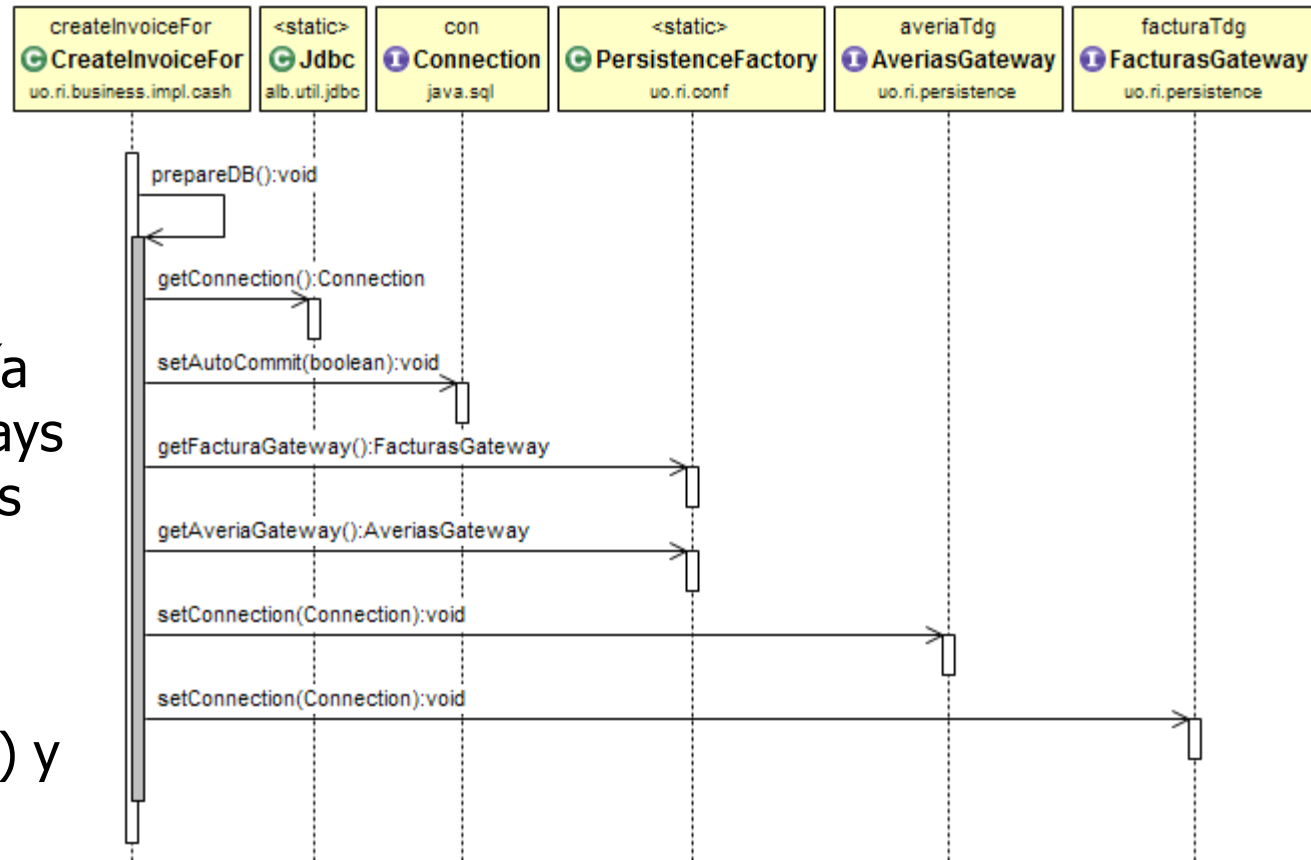 createInvoiceFor
CreateInvoiceFor
uo.ri.business.impl.cash
<static>
Jdbc
alb.util.jdbc
con
Connection
java.sql
<static>
PersistenceFactory
uo.ri.conf
averiaTdg
AveriasGateway
uo.ri.persistence
facturaTdg
FacturasGateway
uo.ri.persistence
C
C
I
C
I
I
prepareDB():void
getConnection():Connection
setAutoCommit(boolean):void
getFacturaGateway():FacturasGateway
getAveriaGateway():AveriasGateway
setConnection(Connection):void
setConnection(Connection):void
ía
ays
s
) y